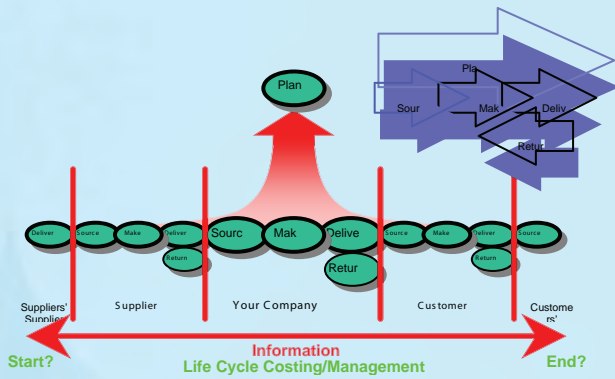 Plan
Pla
Sour
Mak
Deliv
Retur
Deliver
Source
Make
Deliver
Return
Sourc
Mak
Delive
Retur
Source
Make
Deliver
Return
Source
Suppliers'
Supplier
Supplier
Your Company
Customer
Custome
rs'
Information
Start?
Life Cycle Costing/Management
End?